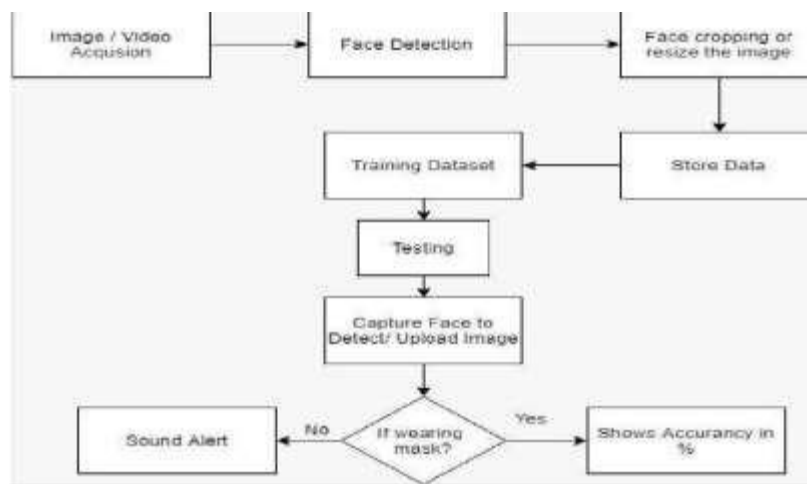 Image / Video
Acqusion
Face Detection
Face cropping or
resize the image
Training Dataset
Store Data
Testing
Capture Face to
Detect/ Upload Image
If wearing
mask?
No
Yes
Sound Alert
Shows Accurancy in
%